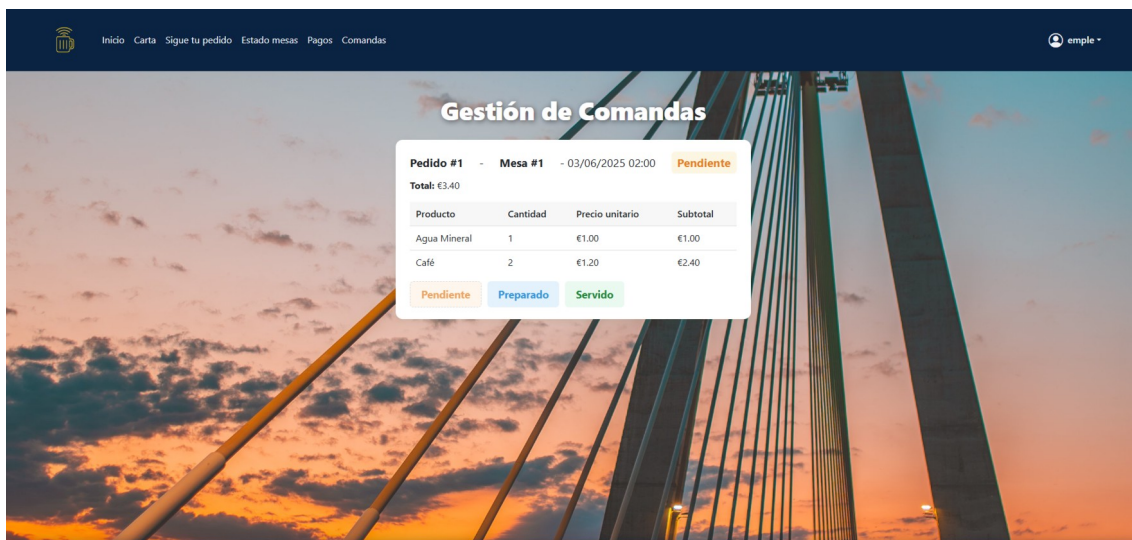 Inicio Carta Sigue tu pedido Estado mesas Pagos Comandas emple
Gestión de Comandas
Pedido #1 - Mesa #1 - 03/06/2025 02:00 Pendiente
Total: €3.40
Producto Cantidad Precio unitario Subtotal
Agua Mineral 1 €1.00 €1.00
Café 2 €1.20 €2.40
Pendiente Preparado Servido